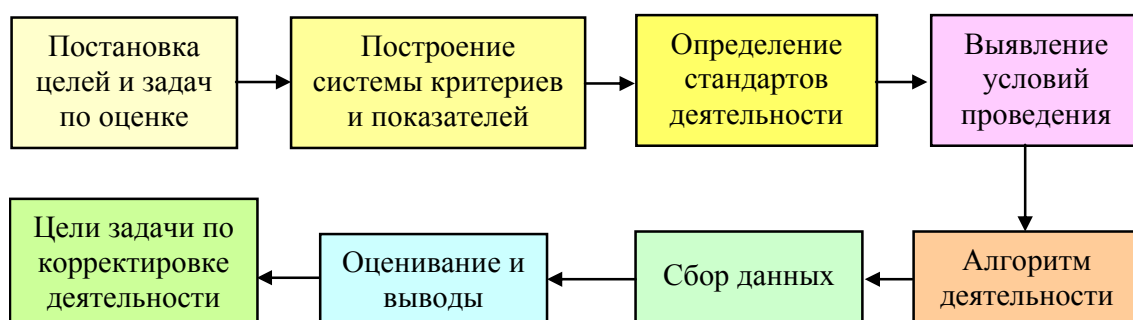 Постановка
целей и задач
по оценке
Построение
системы критериев
и показателей
Определение
стандартов
деятельности
Выявление
условий
проведения
Алгоритм
деятельности
Сбор данных
Оценивание и
выводы
Цели задачи по
корректировке
деятельности